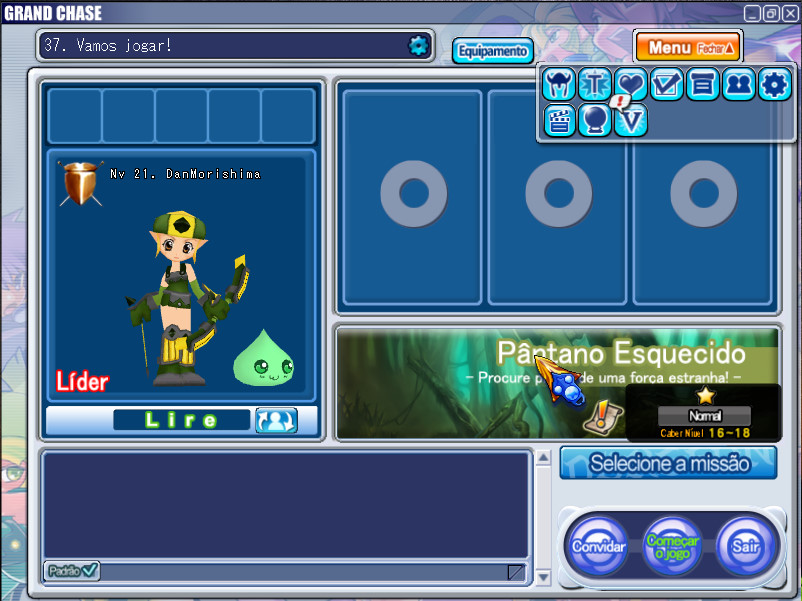 GRAND CHASE
37. Vamos jogar!
Equipamento
Menu Fechar
Nv 21. DanMorishima
Líder
Lire
Pântano Esquecido
– Procure p de uma força estranha! –
Normal
Caber Nível 16~18
Selecione a missão
Convidar
Começar o jogo
Sair
Padrão